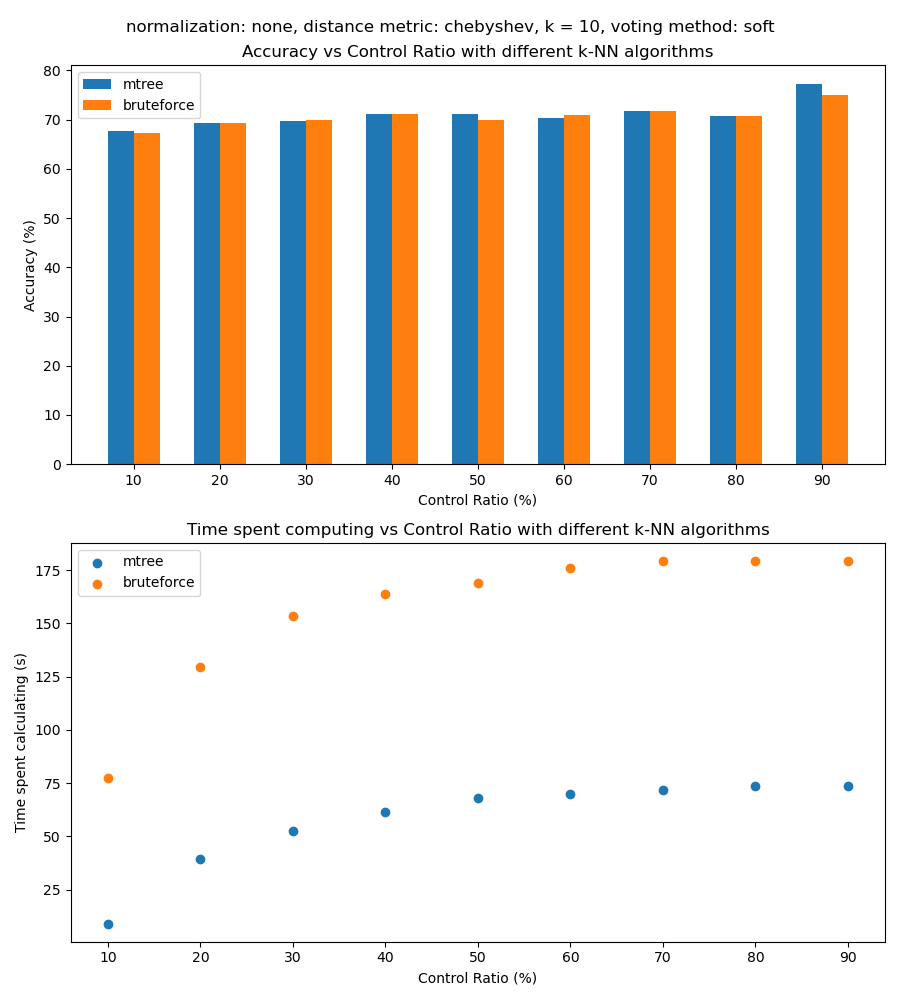 normalization: none, distance metric: chebyshev, k = 10, voting method: soft
Accuracy vs Control Ratio with different k-NN algorithms
mtree
bruteforce
80
70
60
50
40
30
20
10
0
Accuracy (%)
10 20 30 40 50 60 70 80 90
Control Ratio (%)
Time spent computing vs Control Ratio with different k-NN algorithms
mtree
bruteforce
175
150
125
100
75
50
25
Time spent calculating (s)
10 20 30 40 50 60 70 80 90
Control Ratio (%)